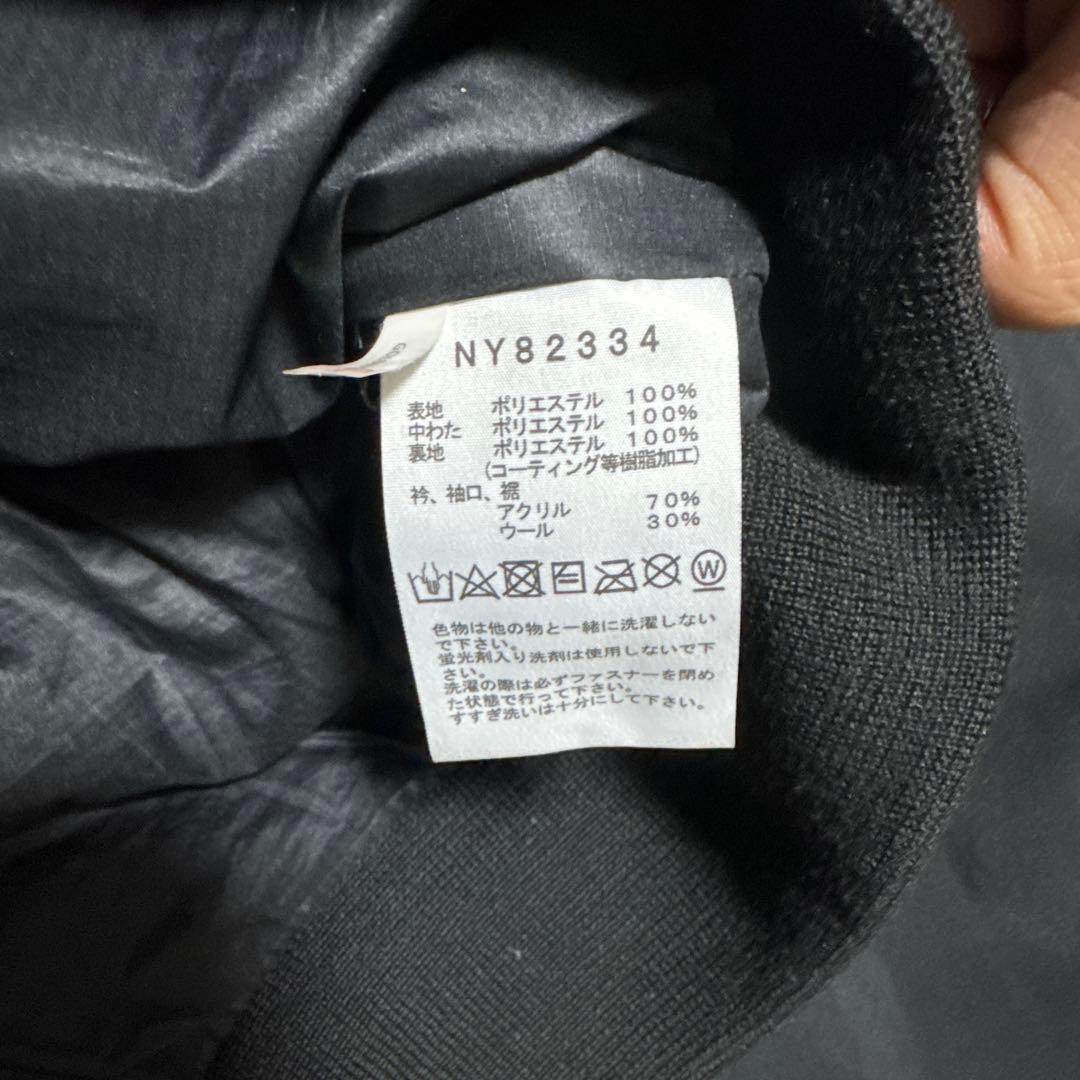 NY82334
表地 ポリエステル 100%
中わた ポリエステル 100%
裏地 ポリエステル 100%
(コーティング等樹脂加工)
衿、袖口、裾
アクリル 70%
ウール 30%
W
色物は他の物と一緒に洗濯しない
で下さい。
蛍光剤入り洗剤は使用しないで下
さい。
洗濯の際は必ずファスナーを閉め
た状態で行って下さい。
すすぎ洗いは十分にして下さい。